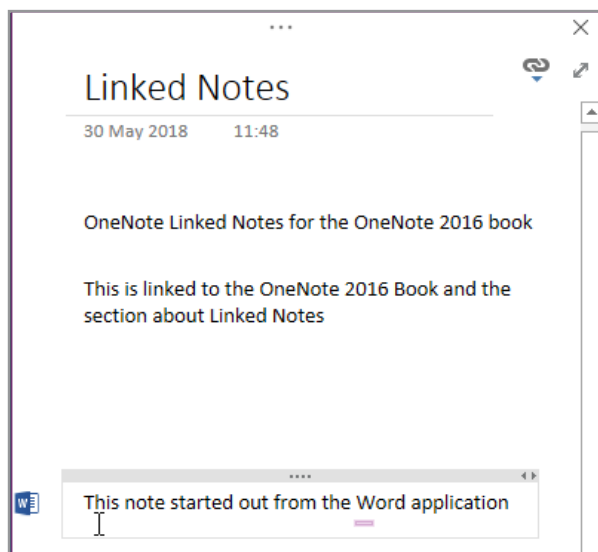 Linked Notes
30 May 2018 11:48
OneNote Linked Notes for the OneNote 2016 book
This is linked to the OneNote 2016 Book and the
section about Linked Notes
This note started out from the Word application